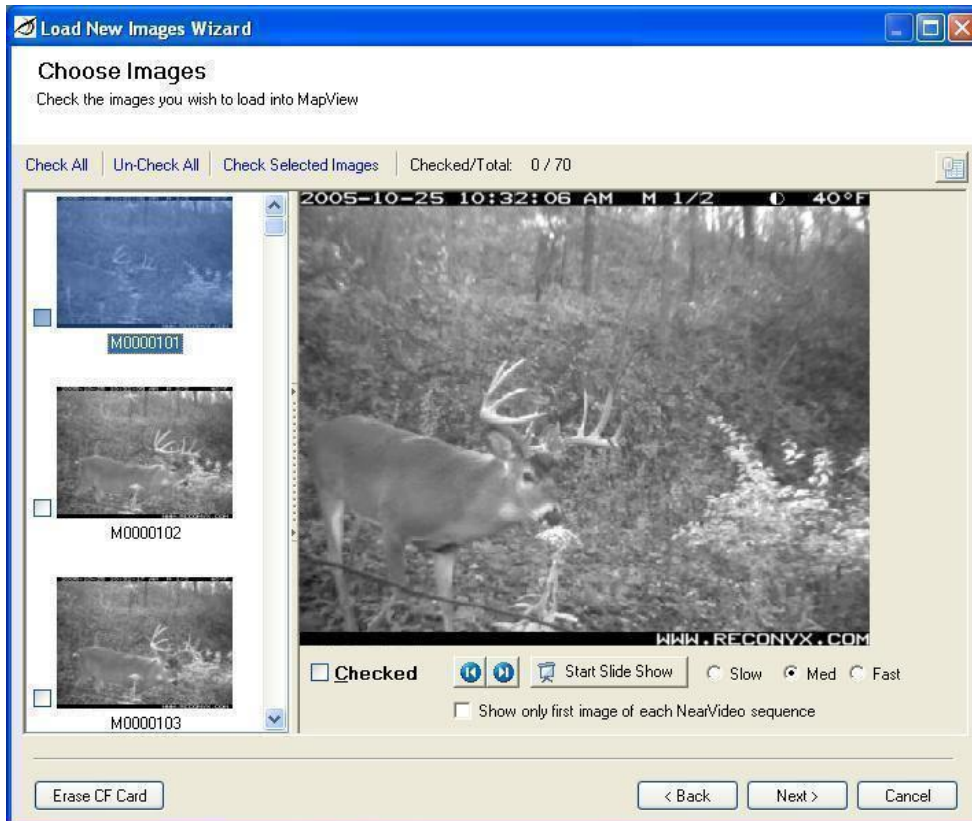 Load New Images Wizard
Choose Images
Check the images you wish to load into MapView
Check All Un-Check All Check Selected Images Checked/Total: 0 / 70
2005-10-25 10:32:06 AM M 1/2 40°F
M0000101
M0000102
M0000103
WWW.RECONYX.COM
Checked Start Slide Show Slow Med Fast
Show only first image of each NearVideo sequence
Erase CF Card < Back Next > Cancel